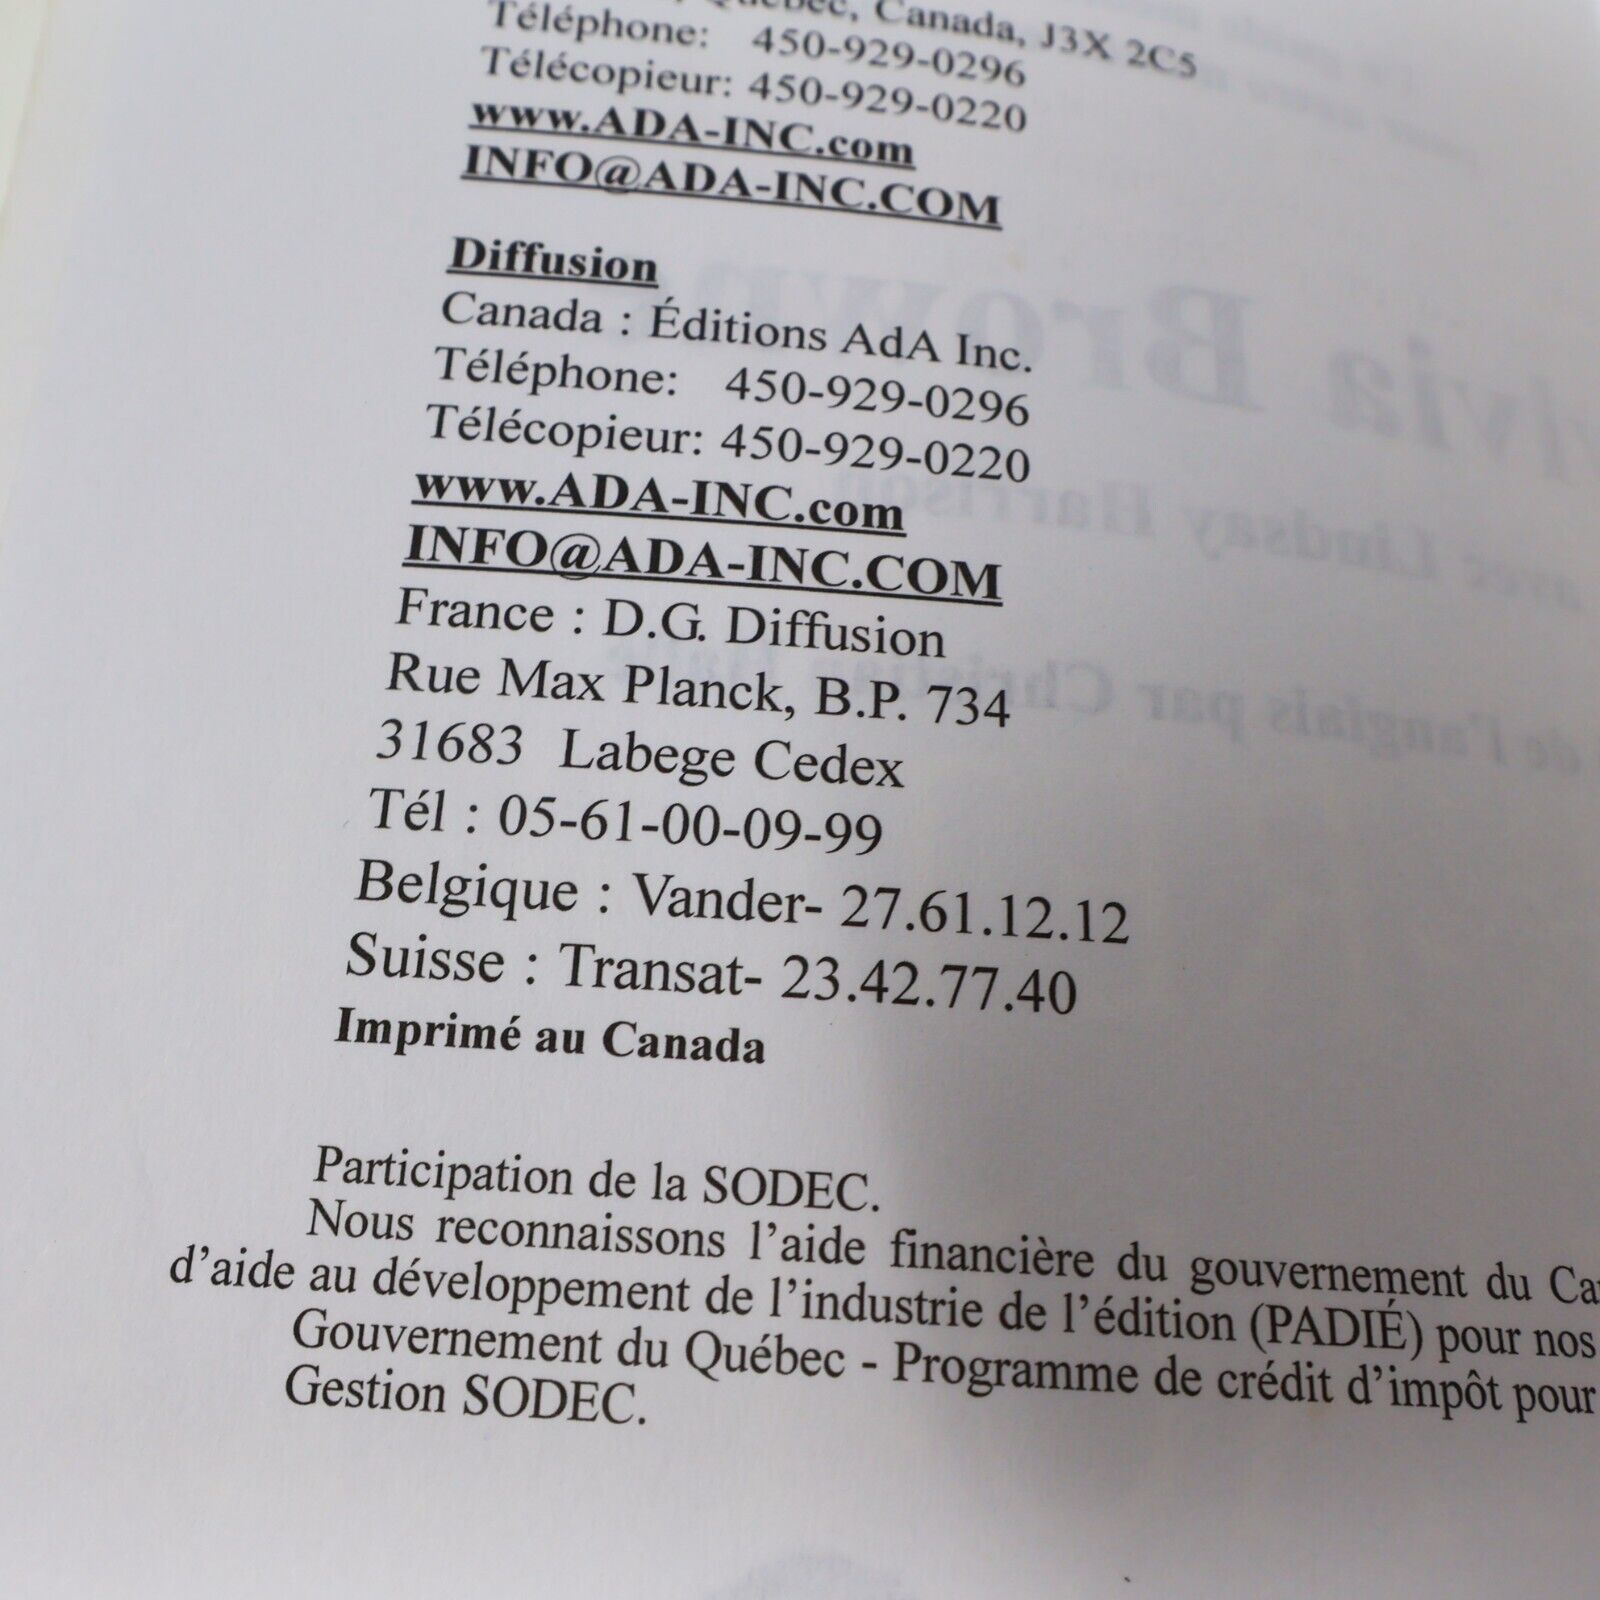 Québec, Canada, J3X 2C5
Téléphone: 450-929-0296
Télécopieur: 450-929-0220
www.ADA-INC.com
INFO@ADA-INC.COM
Diffusion
Canada : Éditions AdA Inc.
Téléphone: 450-929-0296
Télécopieur: 450-929-0220
www.ADA-INC.com
INFO@ADA-INC.COM
France : D.G. Diffusion
Rue Max Planck, B.P. 734
31683 Labege Cedex
Tél : 05-61-00-09-99
Belgique : Vander- 27.61.12.12
Suisse : Transat- 23.42.77.40
Imprimé au Canada
Participation de la SODEC.
Nous reconnaissons l'aide financière du gouvernement du Ca
d'aide au développement de l'industrie de l'édition (PADIÉ) pour nos
Gouvernement du Québec - Programme de crédit d'impôt pour
Gestion SODEC.